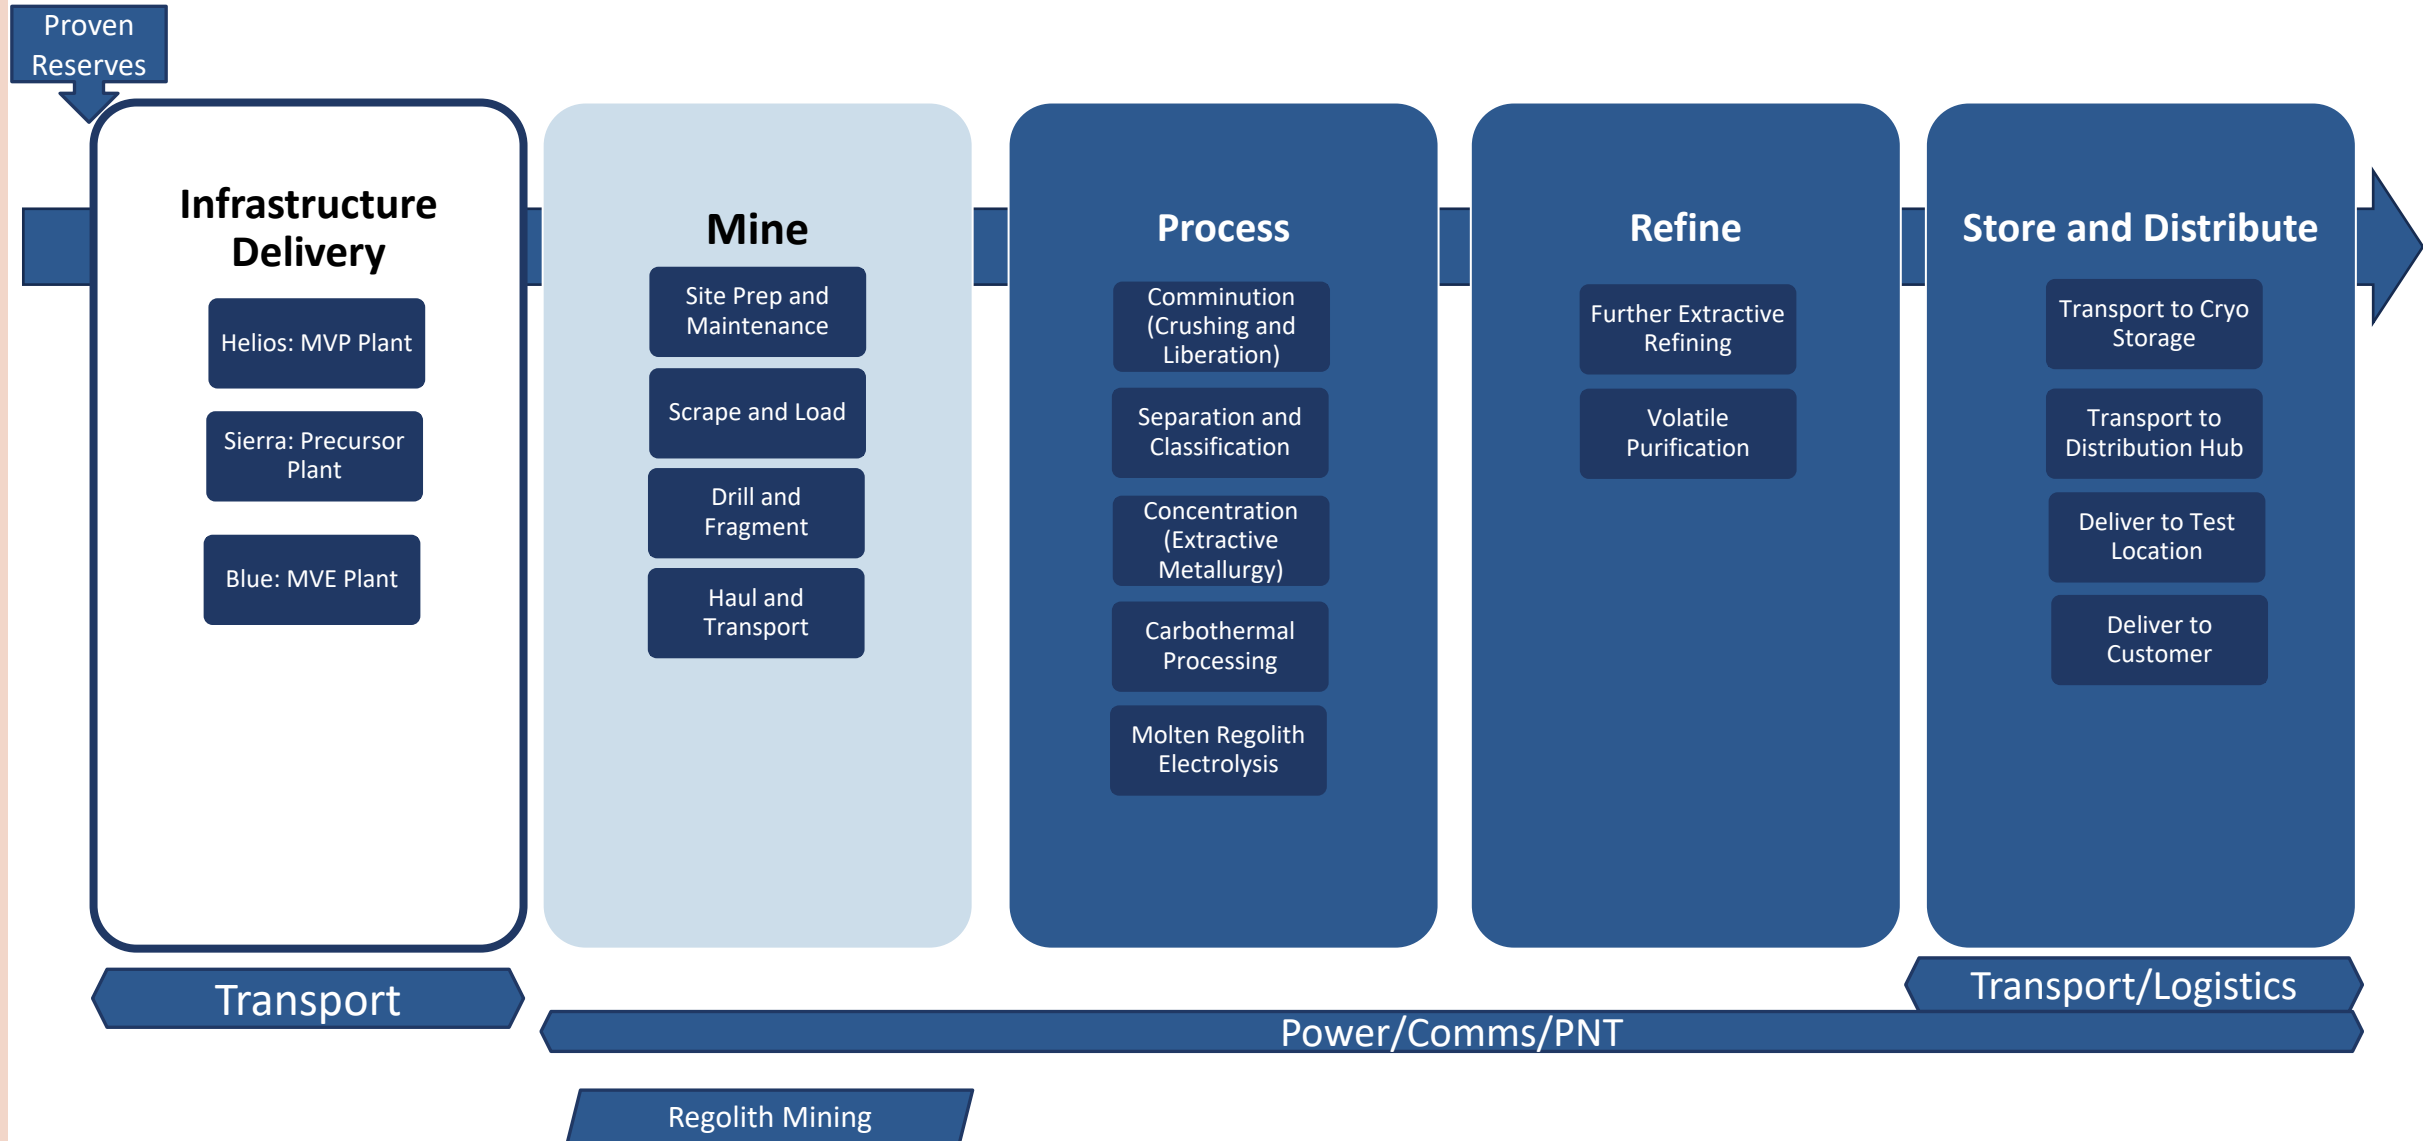 Proven
Reserves
Infrastructure
Delivery
Helios: MVP Plant
Sierra: Precursor
Plant
Blue: MVE Plant
Mine
Site Prep and
Maintenance
Scrape and Load
Drill and
Fragment
Haul and
Transport
Process
Comminution
(Crushing and
Liberation)
Separation and
Classification
Concentration
(Extractive
Metallurgy)
Carbothermal
Processing
Molten Regolith
Electrolysis
Refine
Further Extractive
Refining
Volatile
Purification
Store and Distribute
Transport to Cryo
Storage
Transport to
Distribution Hub
Deliver to Test
Location
Deliver to
Customer
Transport
Transport/Logistics
Power/Comms/PNT
Regolith Mining